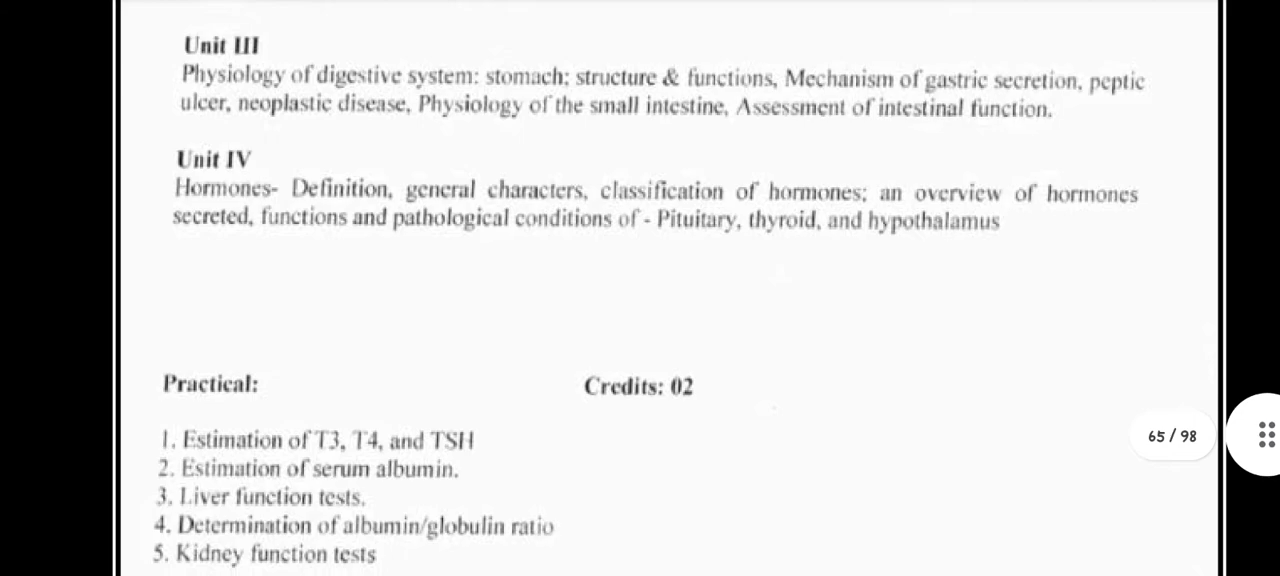 Unit III
Physiology of digestive system: stomach; structure & functions, Mechanism of gastric secretion, peptic
ulcer, neoplastic disease, Physiology of the small intestine, Assessment of intestinal function.
Unit IV
Hormones- Definition, general characters, classification of hormones; an overview of hormones
secreted, functions and pathological conditions of - Pituitary, thyroid, and hypothalamus
Practical: Credits: 02
1. Estimation of T3, T4, and TSH
65 / 98
2. Estimation of serum albumin.
3. Liver function tests.
4. Determination of albumin/globulin ratio
5. Kidney function tests